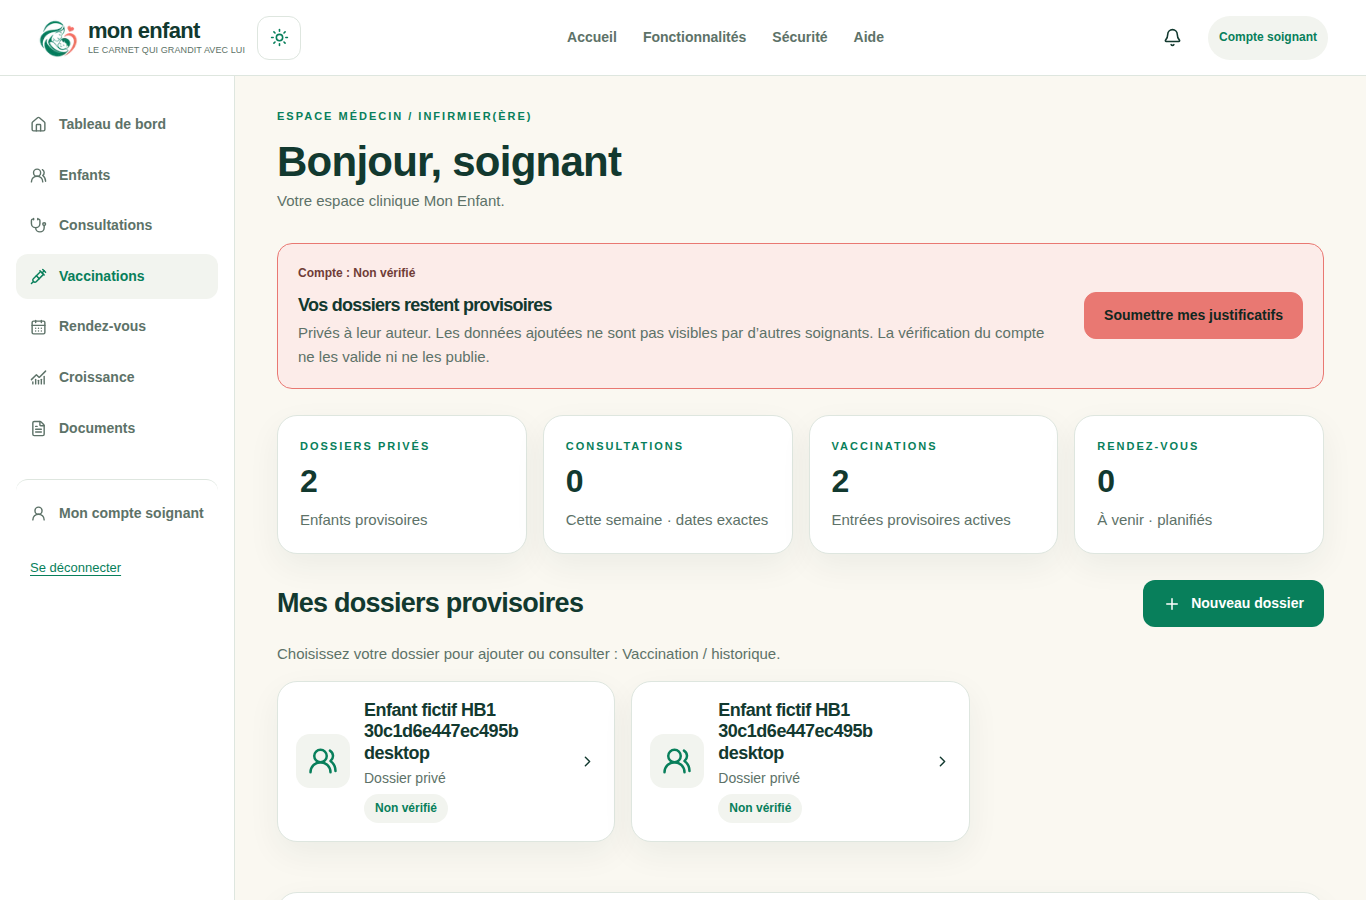 mon enfant
LE CARNET QUI GRANDIT AVEC LUI
Accueil
Fonctionnalités
Sécurité
Aide
Compte soignant
Tableau de bord
Enfants
Consultations
Vaccinations
Rendez-vous
Croissance
Documents
Mon compte soignant
Se déconnecter
ESPACE MÉDECIN / INFIRMIER(ÈRE)
Bonjour, soignant
Votre espace clinique Mon Enfant.
Compte : Non vérifié
Vos dossiers restent provisoires
Privés à leur auteur. Les données ajoutées ne sont pas visibles par d’autres soignants. La vérification du compte
ne les valide ni ne les publie.
Soumettre mes justificatifs
DOSSIERS PRIVÉS
2
Enfants provisoires
CONSULTATIONS
0
Cette semaine · dates exactes
VACCINATIONS
2
Entrées provisoires actives
RENDEZ-VOUS
0
À venir · planifiés
Mes dossiers provisoires
Nouveau dossier
Choisissez votre dossier pour ajouter ou consulter : Vaccination / historique.
Enfant fictif HB1
30c1d6e447ec495b
desktop
Dossier privé
Non vérifié
Enfant fictif HB1
30c1d6e447ec495b
desktop
Dossier privé
Non vérifié